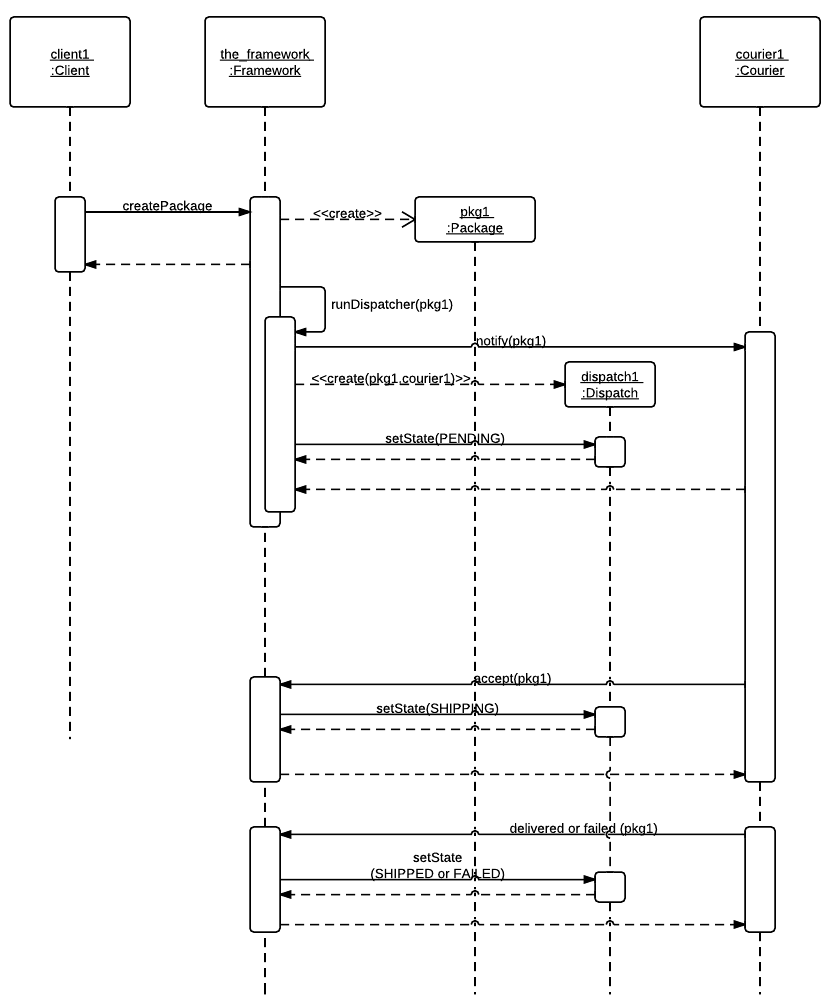 client1
:Client
the_framework
:Framework
courier1
:Courier
createPackage
<<create>>
pkg1
:Package
runDispatcher(pkg1)
notify(pkg1)
<<create(pkg1,courier1)>>
dispatch1
:Dispatch
setState(PENDING)
accept(pkg1)
setState(SHIPPING)
delivered or failed (pkg1)
setState
(SHIPPED or FAILED)